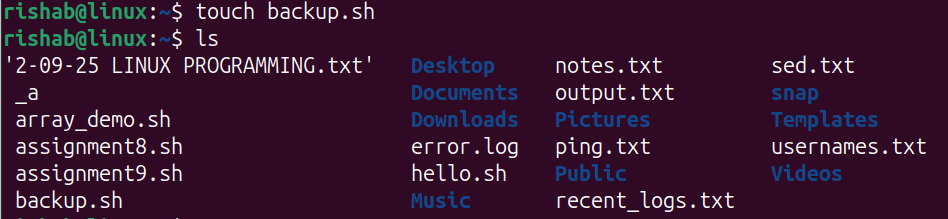 rishab@linux:~$ touch backup.sh
rishab@linux:~$ ls
'2-09-25 LINUX PROGRAMMING.txt' Desktop notes.txt sed.txt
_a Documents output.txt snap
array_demo.sh Downloads Pictures Templates
assignment8.sh error.log ping.txt usernames.txt
assignment9.sh hello.sh Public Videos
backup.sh Music recent_logs.txt